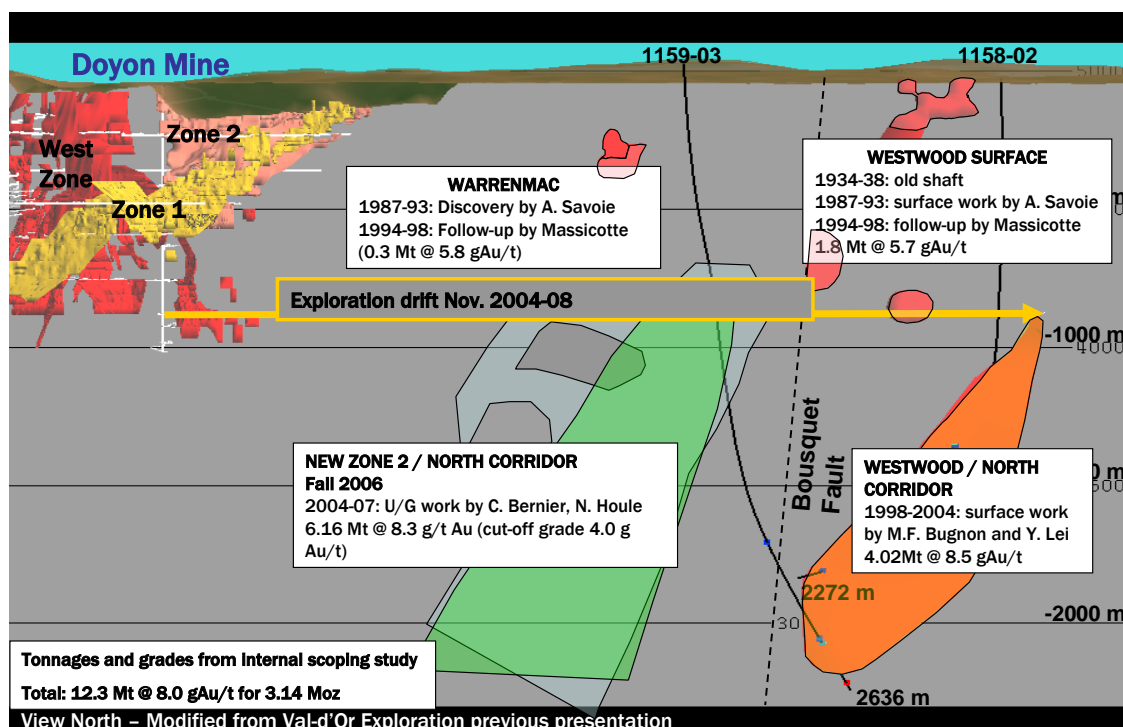 Doyon Mine
1159-03
1158-02
Zone 2
West
Zone
Zone 1
WARRENMAC
1987-93: Discovery by A. Savoie
1994-98: Follow-up by Massicotte
(0.3 Mt @ 5.8 gAu/t)
WESTWOOD SURFACE
1934-38: old shaft
1987-93: surface work by A. Savoie
1994-98: follow-up by Massicotte
1.8 Mt @ 5.7 gAu/t
Exploration drift Nov. 2004-08
-1000 m
4000
NEW ZONE 2 / NORTH CORRIDOR
Fall 2006
2004-07: U/G work by C. Bernier, N. Houle
6.16 Mt @ 8.3 g/t Au (cut-off grade 4.0 g
Au/t)
Bousquet
Fault
WESTWOOD / NORTH
CORRIDOR
1998-2004: surface work
by M.F. Bugnon and Y. Lei
4.02Mt @ 8.5 gAu/t
2272 m
-2000 m
30
2636 m
Tonnages and grades from Internal scoping study
Total: 12.3 Mt @ 8.0 gAu/t for 3.14 Moz
View North – Modified from Val-d'Or Exploration previous presentation